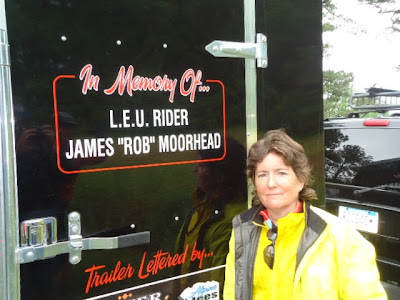 In Memory Of...
L.E.U. RIDER
JAMES "ROB" MOORHEAD
Trailer Lettered by...